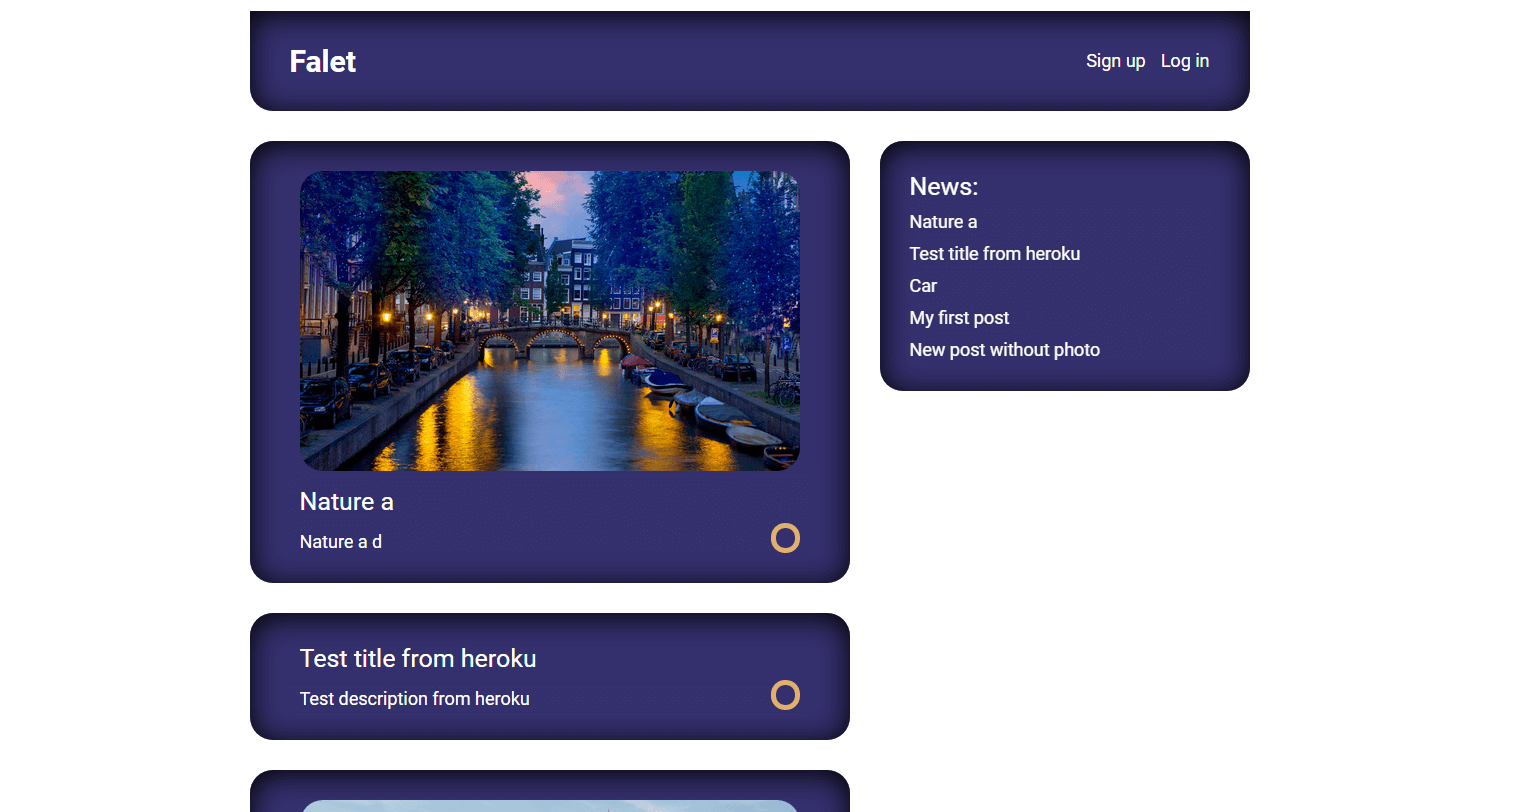 Falet
Sign up Log in
Nature a
Nature a d
Test title from heroku
Test description from heroku
News:
Nature a
Test title from heroku
Car
My first post
New post without photo